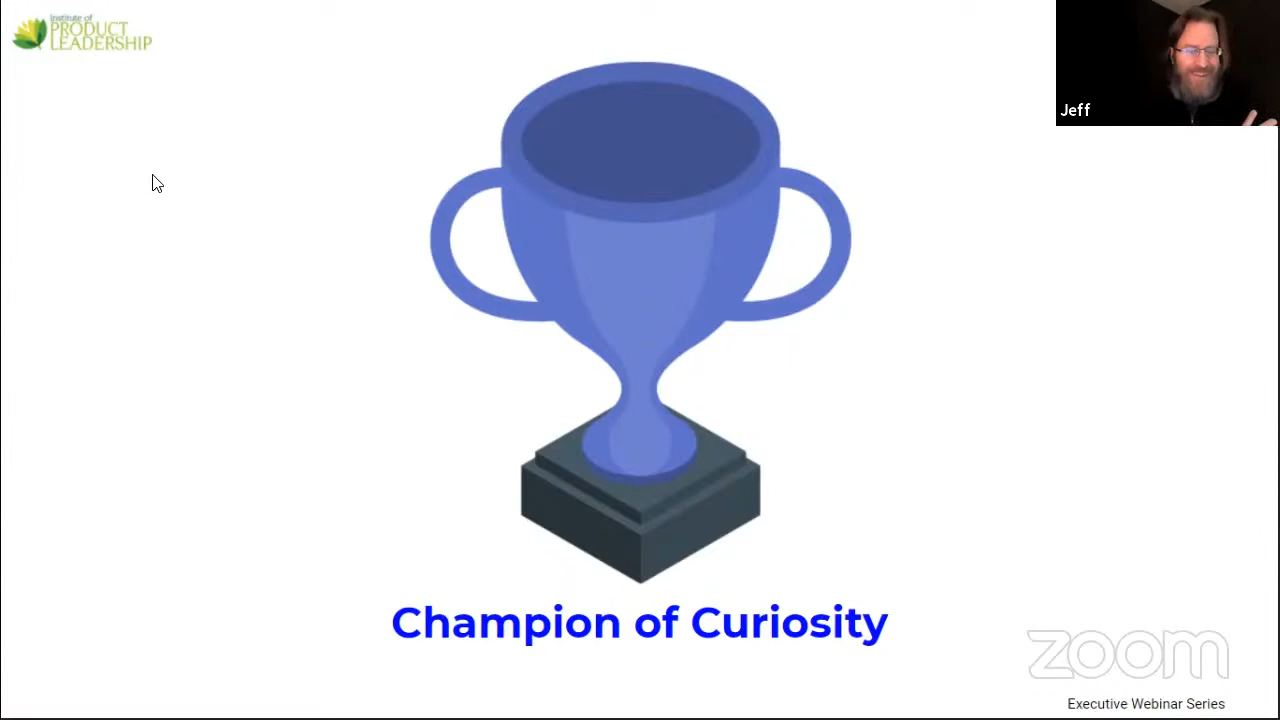 Institute of
PRODUCT
LEADERSHIP
Jeff
Champion of Curiosity
zoom
Executive Webinar Series